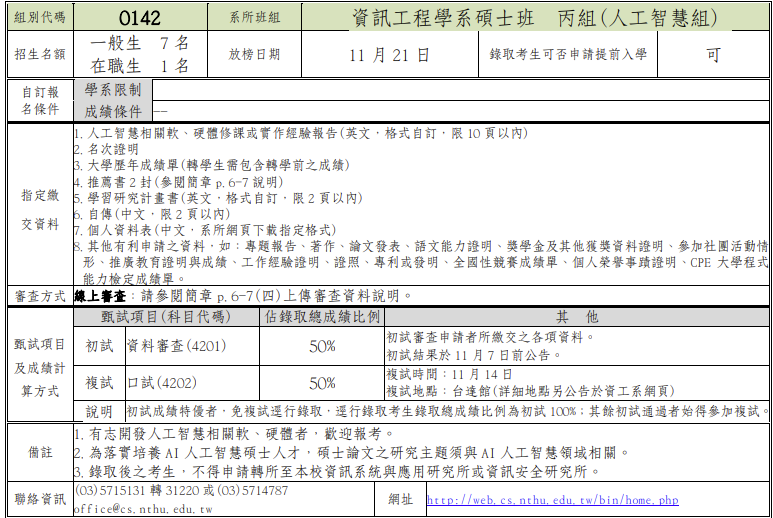 組別代碼 0142 系所班組 資訊工程學系碩士班 丙組(人工智慧組)
招生名額 一般生 7 名 在職生 1 名 放榜日期 11 月 21 日 錄取考生可否申請提前入學 可
自訂報名條件 學系限制
成績條件 --
指定繳交資料
1. 人工智慧相關軟、硬體修課或實作經驗報告(英文，格式自訂，限 10 頁以內)
2. 名次證明
3. 大學歷年成績單(轉學生需包含轉學前之成績)
4. 推薦書 2 封(參閱簡章 p.6-7 說明)
5. 學習研究計畫書(英文，格式自訂，限 2 頁以內)
6. 自傳(中文，限 2 頁以內)
7. 個人資料表(中文，系所網頁下載指定格式)
8. 其他有利申請之資料，如：專題報告、著作、論文發表、語文能力證明、獎學金及其他獲獎資料證明、參加社團活動情
形、推廣教育證明與成績、工作經驗證明、證照、專利或發明、全國性競賽成績單、個人榮譽事蹟證明、CPE 大學程式
能力檢定成績單。
審查方式 線上審查：請參閱簡章 p.6-7(四)上傳審查資料說明。
甄試項目及成績計算方式
甄試項目(科目代碼) 佔錄取總成績比例 其 他
初試 資料審查(4201) 50% 初試審查申請者所繳交之各項資料。
初試結果於 11 月 7 日前公告。
複試 口試(4202) 50% 複試時間：11 月 14 日
複試地點：台達館(詳細地點另公告於資工系網頁)
說明 初試成績特優者，免複試逕行錄取，逕行錄取考生錄取總成績比例為初試 100%；其餘初試通過者始得參加複試。
備註
1. 有志開發人工智慧相關軟、硬體者，歡迎報考。
2. 為落實培養 AI 人工智慧碩士人才，碩士論文之研究主題須與 AI 人工智慧領域相關。
3. 錄取後之考生，不得申請轉所至本校資訊系統與應用研究所或資訊安全研究所。
聯絡資訊 (03)5715131 轉 31220 或(03)5714787
office@cs.nthu.edu.tw
網址 http://web.cs.nthu.edu.tw/bin/home.php